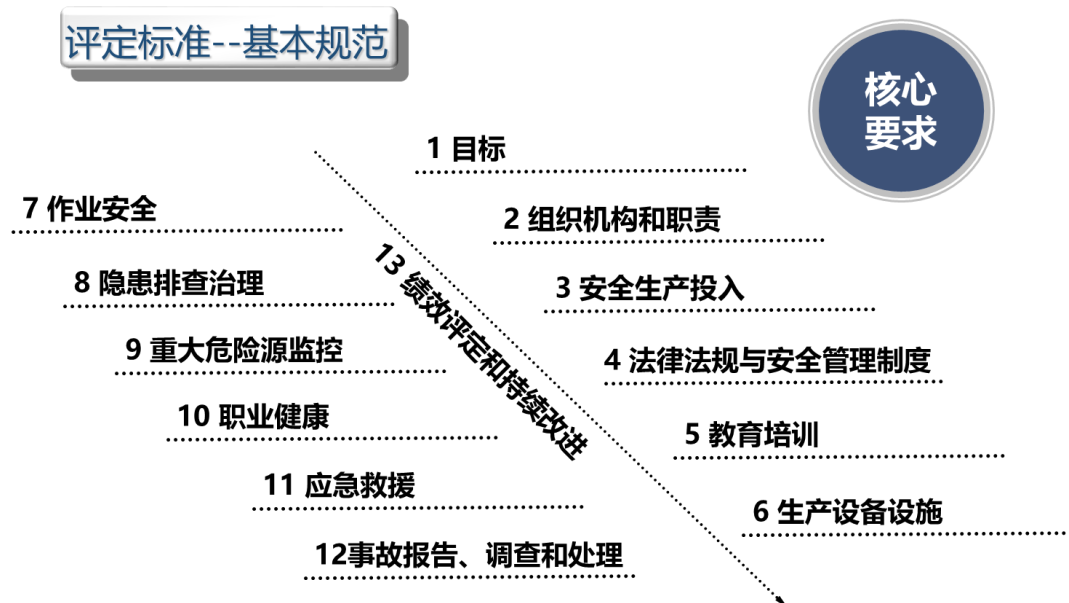 评定标准--基本规范
核心
要求
1 目标
2 组织机构和职责
3 安全生产投入
4 法律法规与安全管理制度
5 教育培训
6 生产设备设施
7 作业安全
8 隐患排查治理
9 重大危险源监控
10 职业健康
11 应急救援
12事故报告、调查和处理
13 绩效评定和持续改进